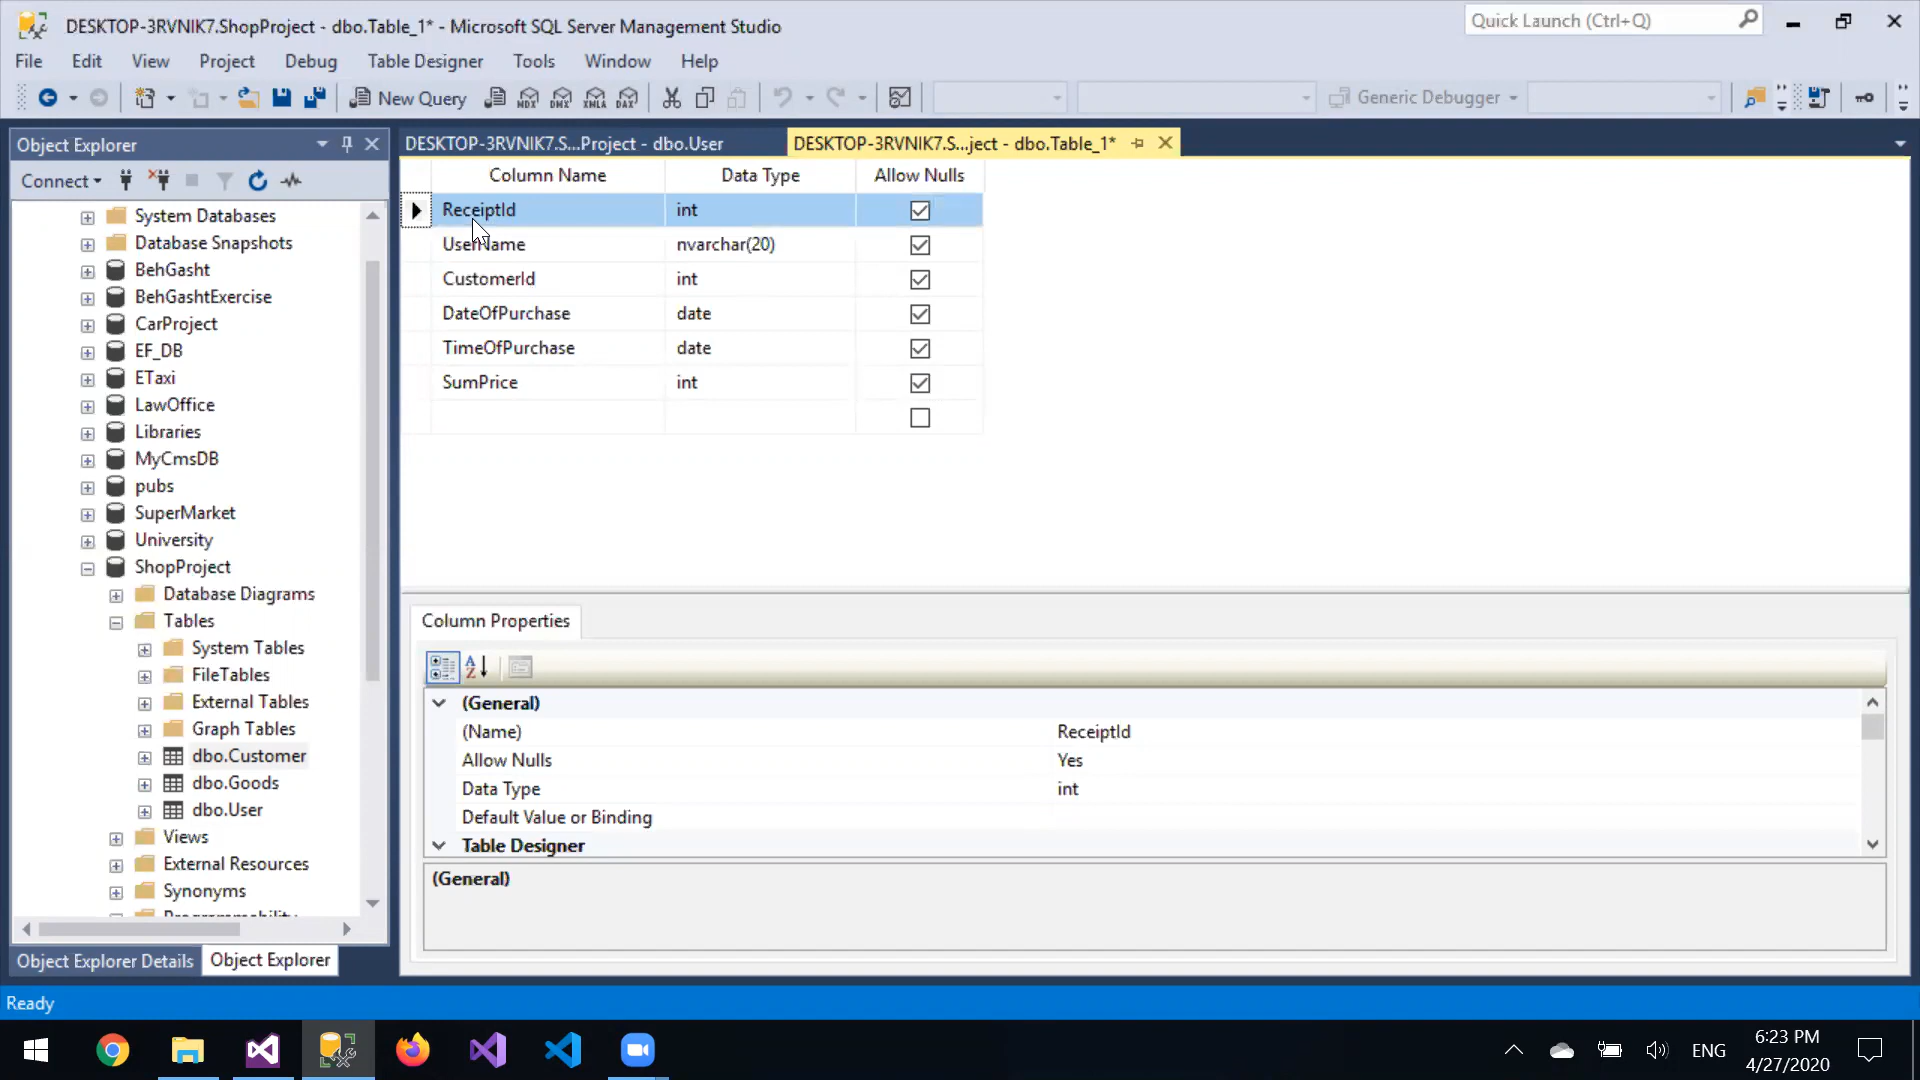 DESKTOP-3RVNIK7.ShopProject - dbo.Table_1* - Microsoft SQL Server Management Studio
Quick Launch (Ctrl+Q)
File Edit View Project Debug Table Designer Tools Window Help
New Query MDX DMX XMLA DAX Generic Debugger
Object Explorer
DESKTOP-3RVNIK7.S...Project - dbo.User
DESKTOP-3RVNIK7.S...ject - dbo.Table_1*
Connect
Column Name Data Type Allow Nulls
ReceiptId int
UserName nvarchar(20)
CustomerId int
DateOfPurchase date
TimeOfPurchase date
SumPrice int
System Databases
Database Snapshots
BehGasht
BehGashtExercise
CarProject
EF_DB
ETaxi
LawOffice
Libraries
MyCmsDB
pubs
SuperMarket
University
ShopProject
Database Diagrams
Tables
System Tables
FileTables
External Tables
Graph Tables
dbo.Customer
dbo.Goods
dbo.User
Views
External Resources
Synonyms
Programmability
Column Properties
(General)
(Name) ReceiptId
Allow Nulls Yes
Data Type int
Default Value or Binding
Table Designer
(General)
Object Explorer Details
Object Explorer
Ready
ENG
6:23 PM
4/27/2020